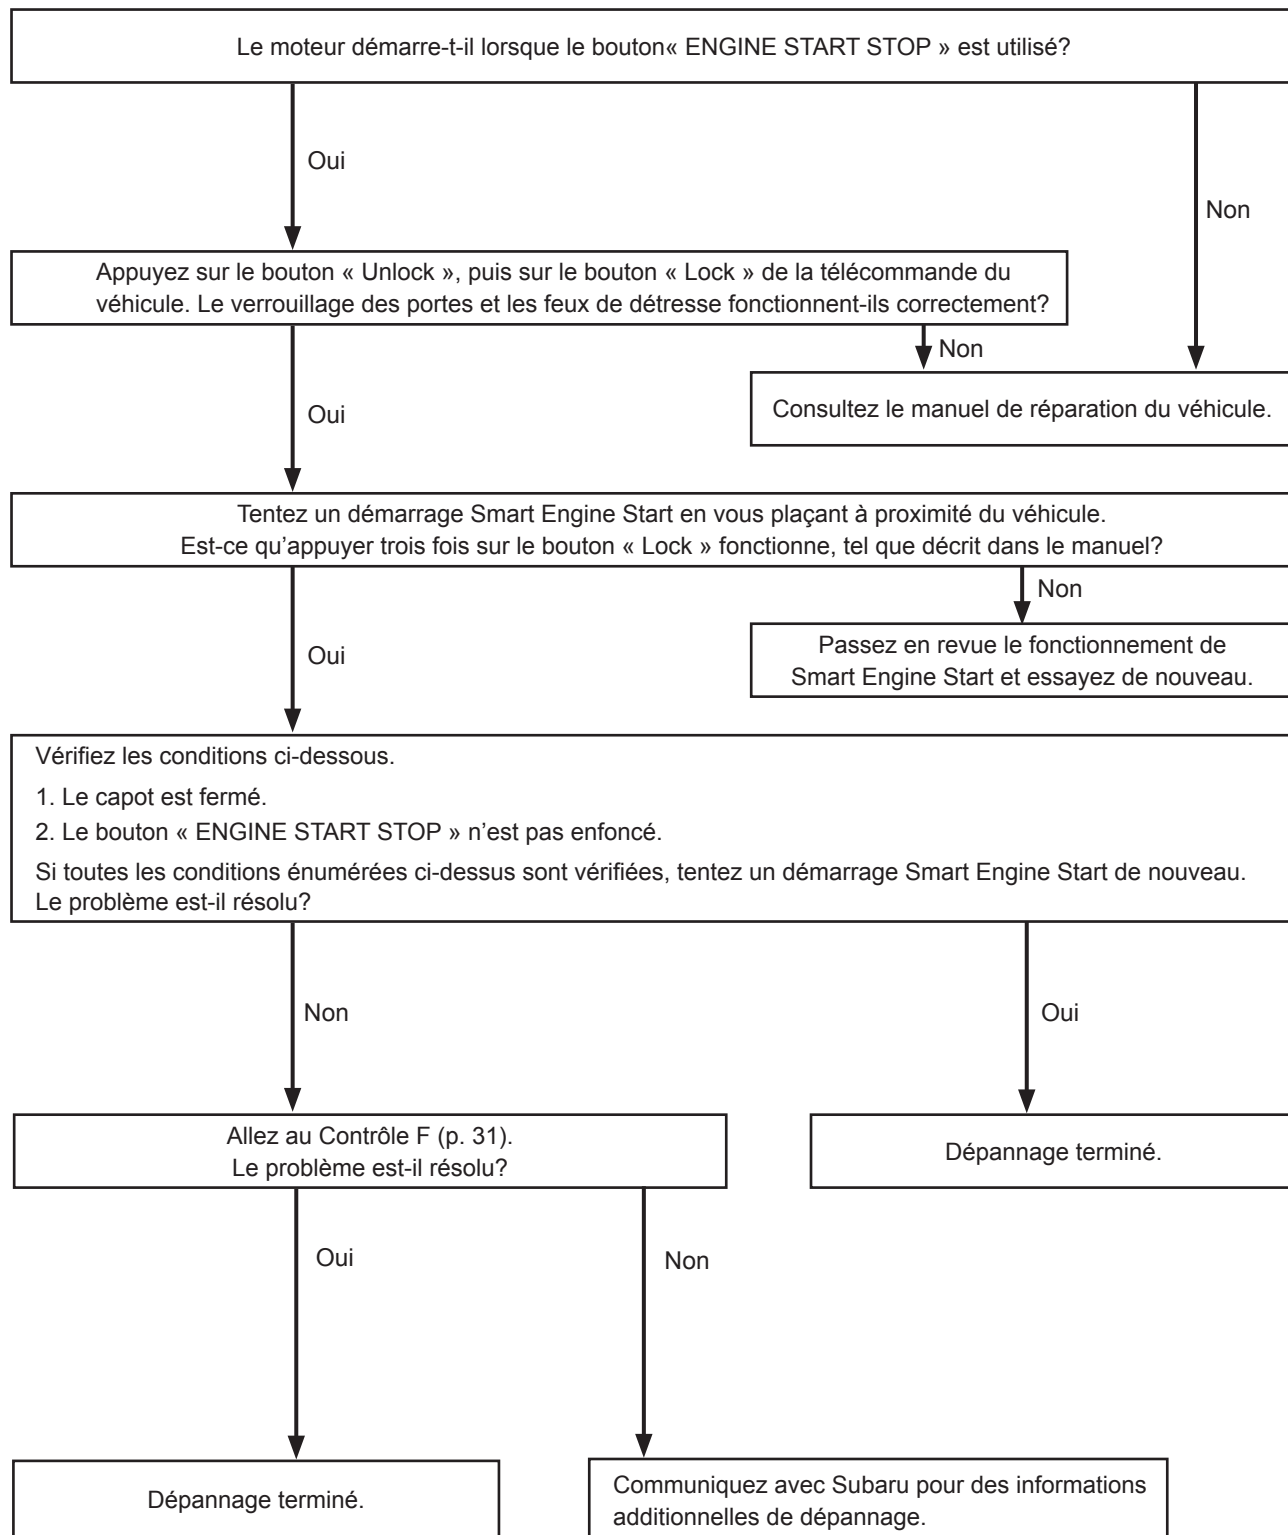 Le moteur démarre-t-il lorsque le bouton« ENGINE START STOP » est utilisé?
Oui
Non
Appuyez sur le bouton « Unlock », puis sur le bouton « Lock » de la télécommande du
véhicule. Le verrouillage des portes et les feux de détresse fonctionnent-ils correctement?
Non
Oui
Consultez le manuel de réparation du véhicule.
Tentez un démarrage Smart Engine Start en vous plaçant à proximité du véhicule.
Est-ce qu’appuyer trois fois sur le bouton « Lock » fonctionne, tel que décrit dans le manuel?
Non
Oui
Passez en revue le fonctionnement de
Smart Engine Start et essayez de nouveau.
Vérifiez les conditions ci-dessous.
1. Le capot est fermé.
2. Le bouton « ENGINE START STOP » n’est pas enfoncé.
Si toutes les conditions énumérées ci-dessus sont vérifiées, tentez un démarrage Smart Engine Start de nouveau.
Le problème est-il résolu?
Non
Oui
Allez au Contrôle F (p. 31).
Le problème est-il résolu?
Dépannage terminé.
Oui
Non
Dépannage terminé.
Communiquez avec Subaru pour des informations
additionnelles de dépannage.